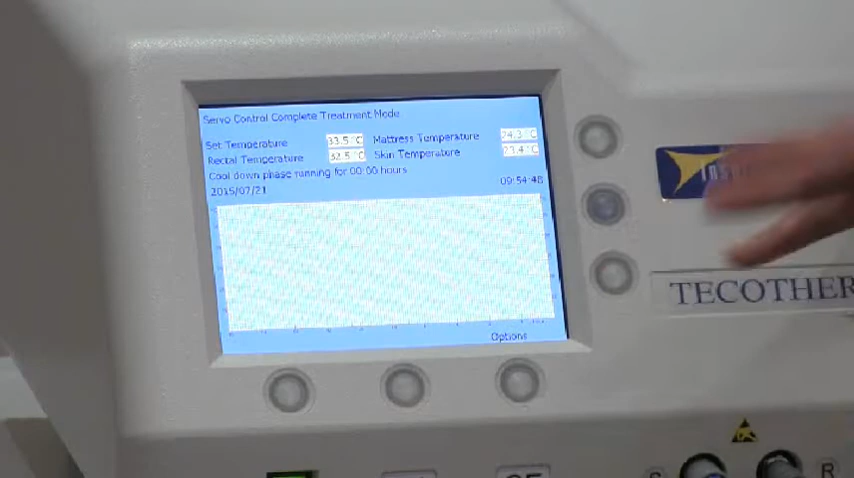 Servo Control Complete Treatment Mode
Set Temperature 33.5°C Mattress Temperature 24.3°C
Rectal Temperature 32.5°C Skin Temperature 23.4°C
Cool down phase running for 00:00 hours
2015/07/21 09:54:48
Options
TECOTHER
S R